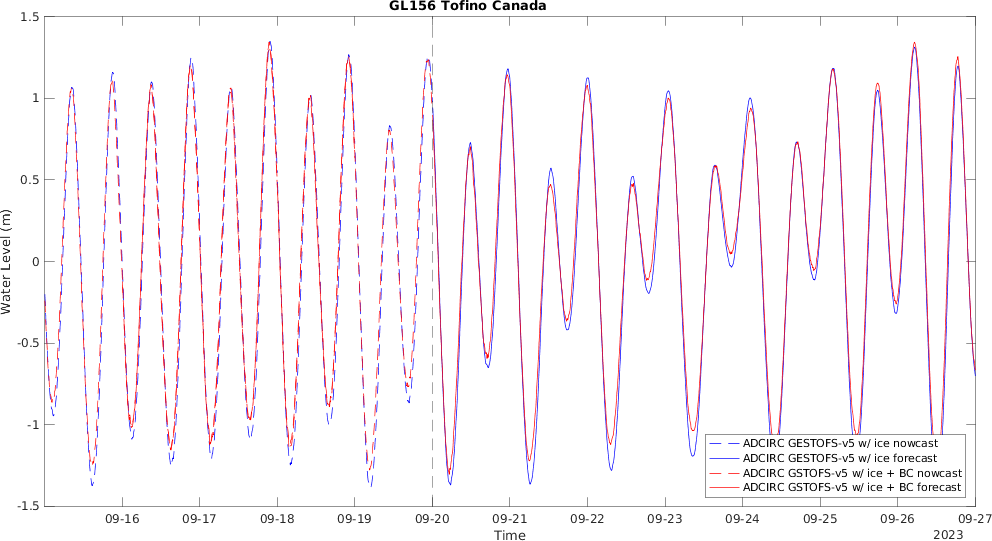 GL156 Tofino Canada
1.5
1
0.5
0
-0.5
-1
-1.5
Water Level (m)
ADCIRC GESTOFS-v5 w/ ice nowcast
ADCIRC GESTOFS-v5 w/ ice forecast
ADCIRC GSTOFS-v5 w/ ice + BC nowcast
ADCIRC GSTOFS-v5 w/ ice + BC forecast
09-16 09-17 09-18 09-19 09-20 09-21 09-22 09-23 09-24 09-25 09-26 09-27
Time
2023